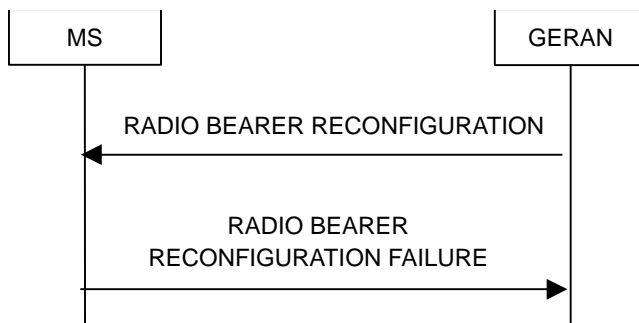 MS
GERAN
RADIO BEARER RECONFIGURATION
RADIO BEARER
RECONFIGURATION FAILURE